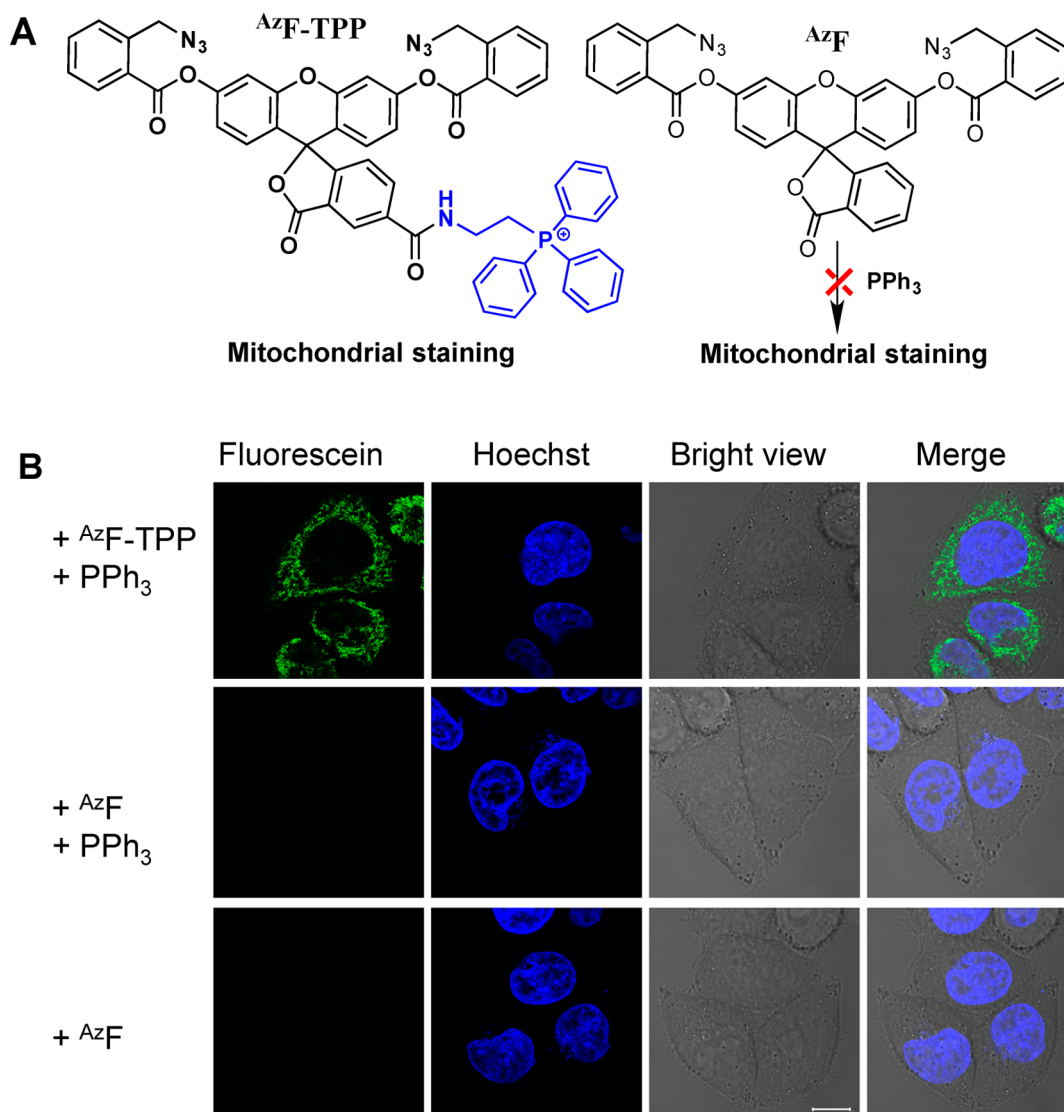 A
AzF-TPP
AzF
N3
N3
N3
N3
O
O
O
O
O
O
O
O
O
O
O
O
O
O
H
N
O
P
⊕
PPh3
Mitochondrial staining
Mitochondrial staining
B
Fluorescein
Hoechst
Bright view
Merge
+ AzF-TPP
+ PPh3
+ AzF
+ PPh3
+ AzF